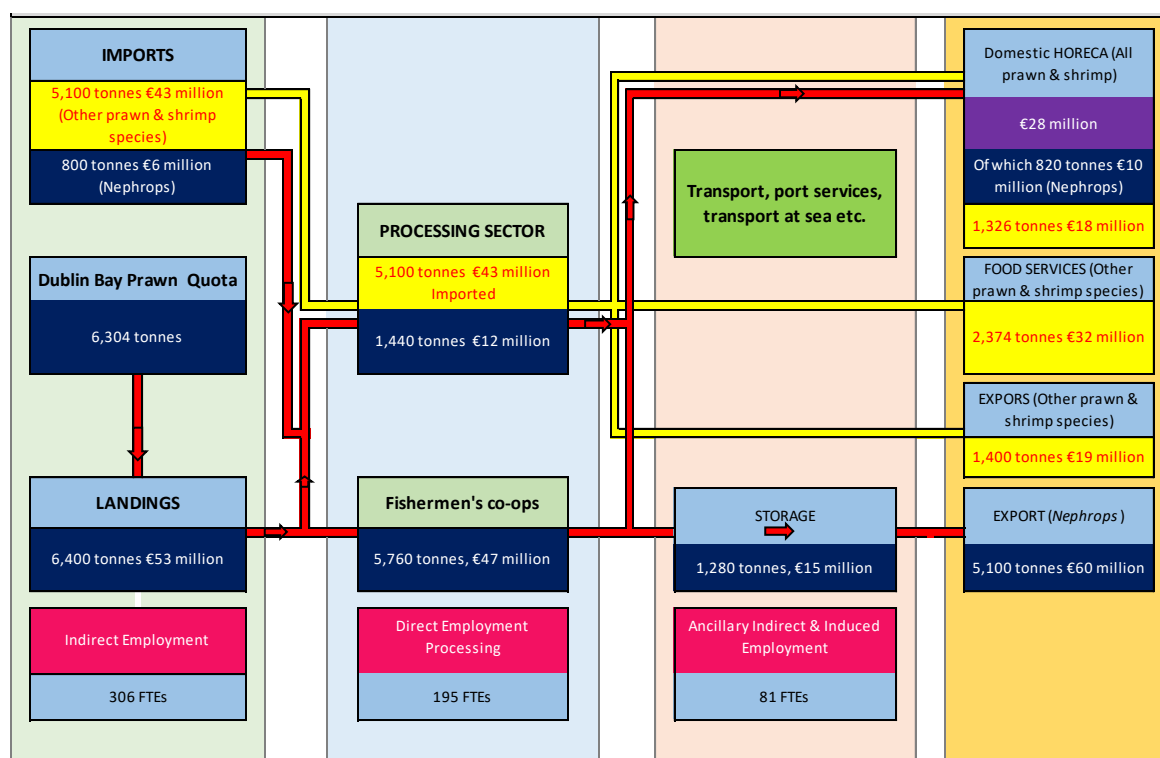 IMPORTS
5,100 tonnes €43 million
(Other prawn & shrimp
species)
800 tonnes €6 million
(Nephrops)
Dublin Bay Prawn Quota
6,304 tonnes
LANDINGS
6,400 tonnes €53 million
Indirect Employment
306 FTEs
PROCESSING SECTOR
5,100 tonnes €43 million
Imported
1,440 tonnes €12 million
Fishermen's co-ops
5,760 tonnes, €47 million
Direct Employment
Processing
195 FTEs
Transport, port services,
transport at sea etc.
STORAGE
1,280 tonnes, €15 million
Ancillary Indirect & Induced
Employment
81 FTEs
Domestic HORECA (All
prawn & shrimp)
€28 million
Of which 820 tonnes €10
million (Nephrops)
1,326 tonnes €18 million
FOOD SERVICES (Other
prawn & shrimp species)
2,374 tonnes €32 million
EXPORS (Other prawn &
shrimp species)
1,400 tonnes €19 million
EXPORT (Nephrops )
5,100 tonnes €60 million